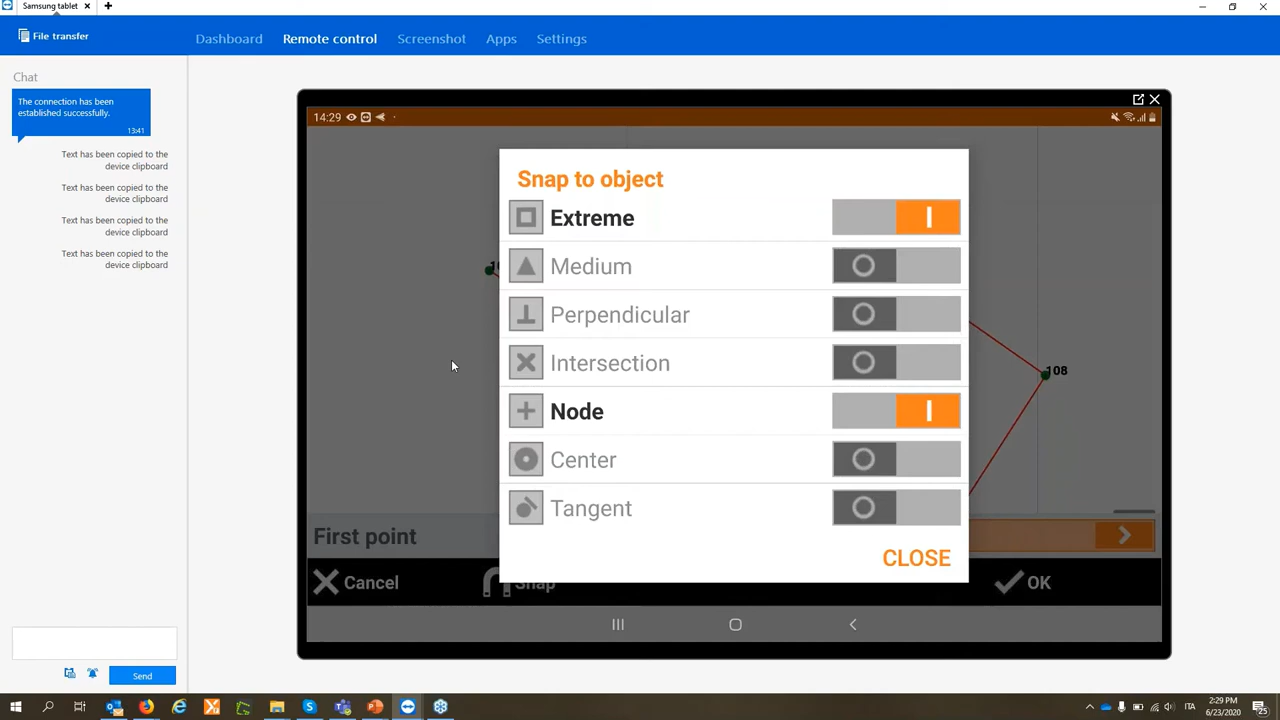 Samsung tablet
File transfer
Dashboard
Remote control
Screenshot
Apps
Settings
Chat
The connection has been
established successfully.
13:41
Text has been copied to the
device clipboard
Text has been copied to the
device clipboard
Text has been copied to the
device clipboard
Text has been copied to the
device clipboard
Send
14:29
Snap to object
Extreme
Medium
Perpendicular
Intersection
Node
Center
Tangent
CLOSE
108
First point
Cancel
Snap
OK
ITA
2:29 PM
6/23/2020
25